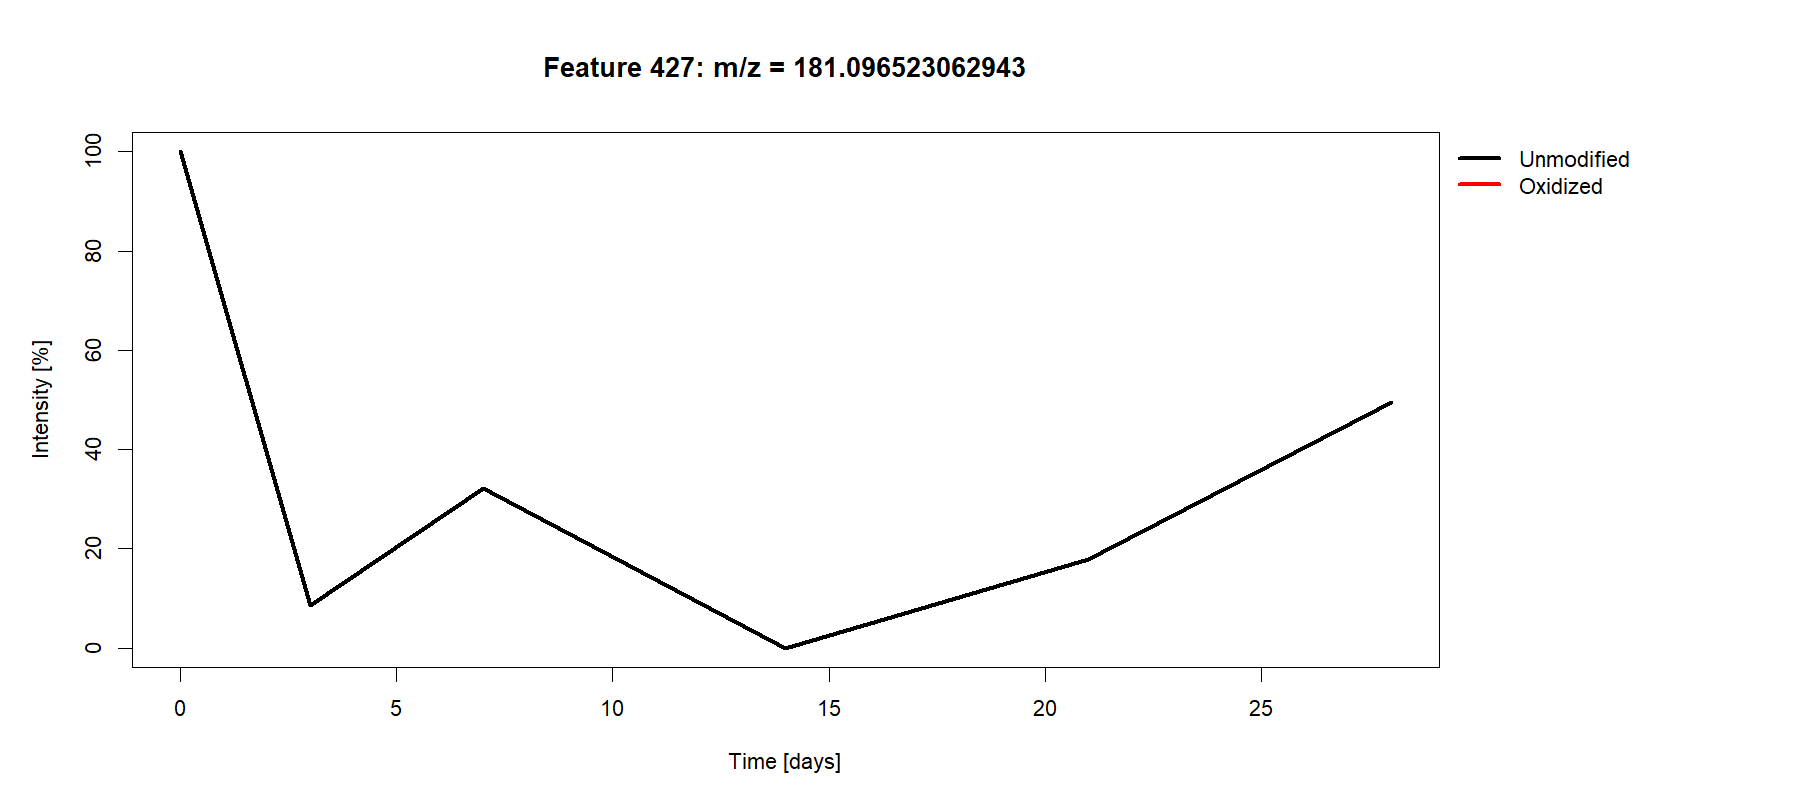 Feature 427: m/z = 181.096523062943
Unmodified
Oxidized
Intensity [%]
100
80
60
40
20
0
0 5 10 15 20 25
Time [days]